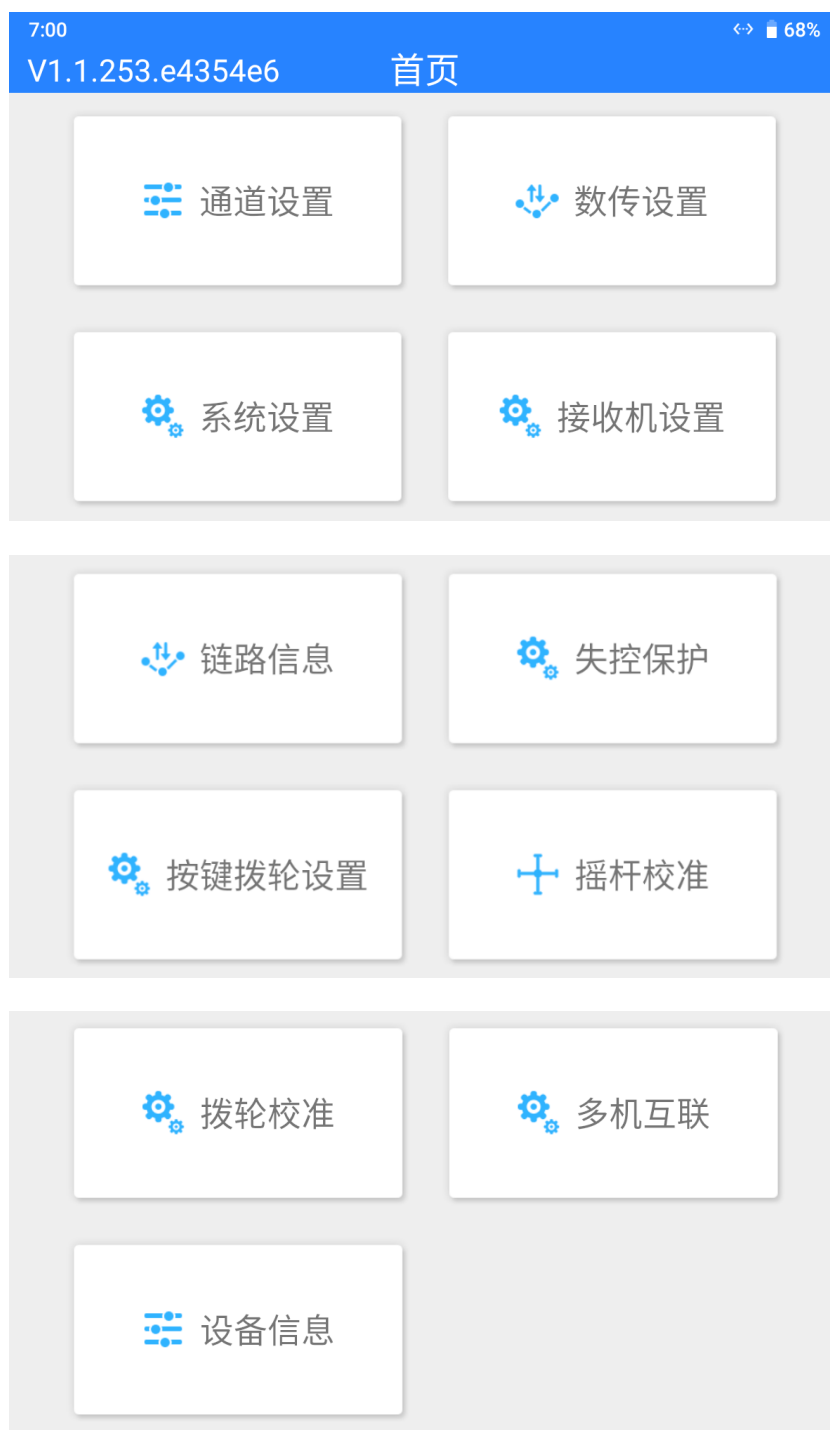 7:00 68%
V1.1.253.e4354e6 首页
通道设置 数传设置
系统设置 接收机设置
链路信息 失控保护
按键拨轮设置 摇杆校准
拨轮校准 多机互联
设备信息